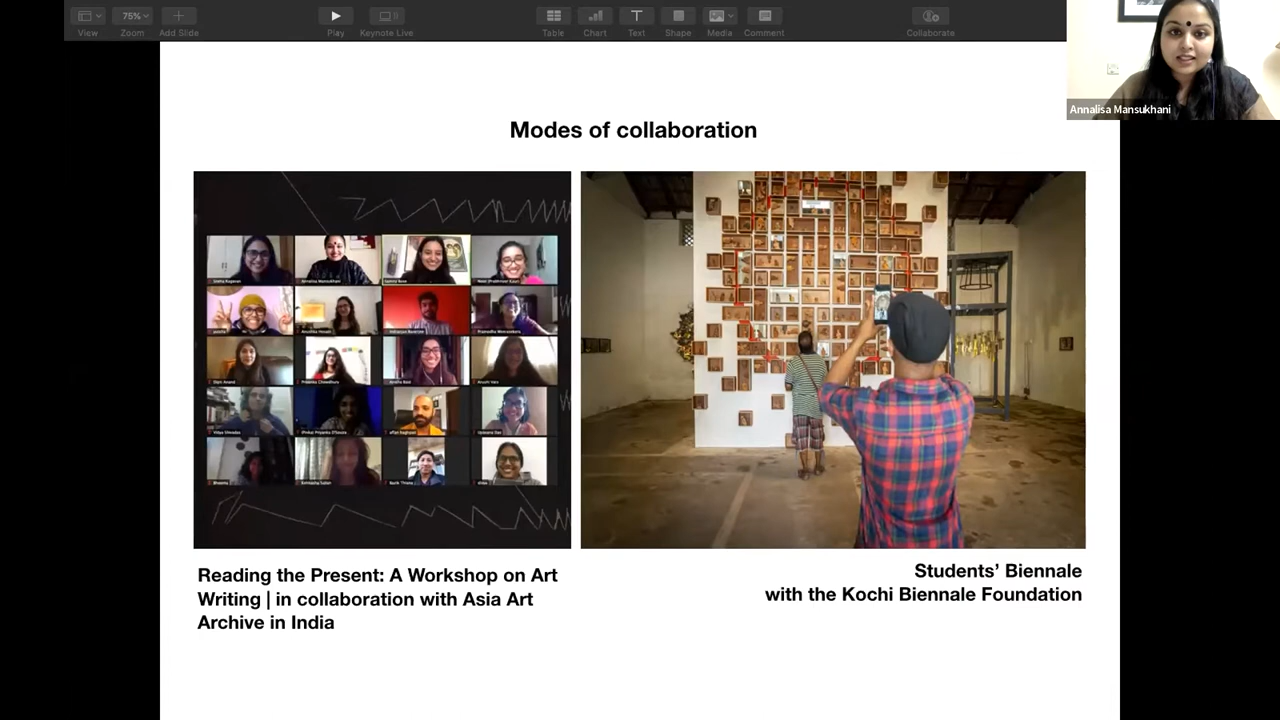 View
75%
Zoom
Add Slide
Play
Keynote Live
Table
Chart
Text
Shape
Media
Comment
Collaborate
Annalisa Mansukhani
Modes of collaboration
Reading the Present: A Workshop on Art
Writing | in collaboration with Asia Art
Archive in India
Students’ Biennale
with the Kochi Biennale Foundation